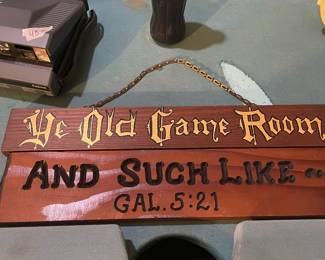 Ye Old Game Room
AND SUCH LIKE ..
GAL. 5:21